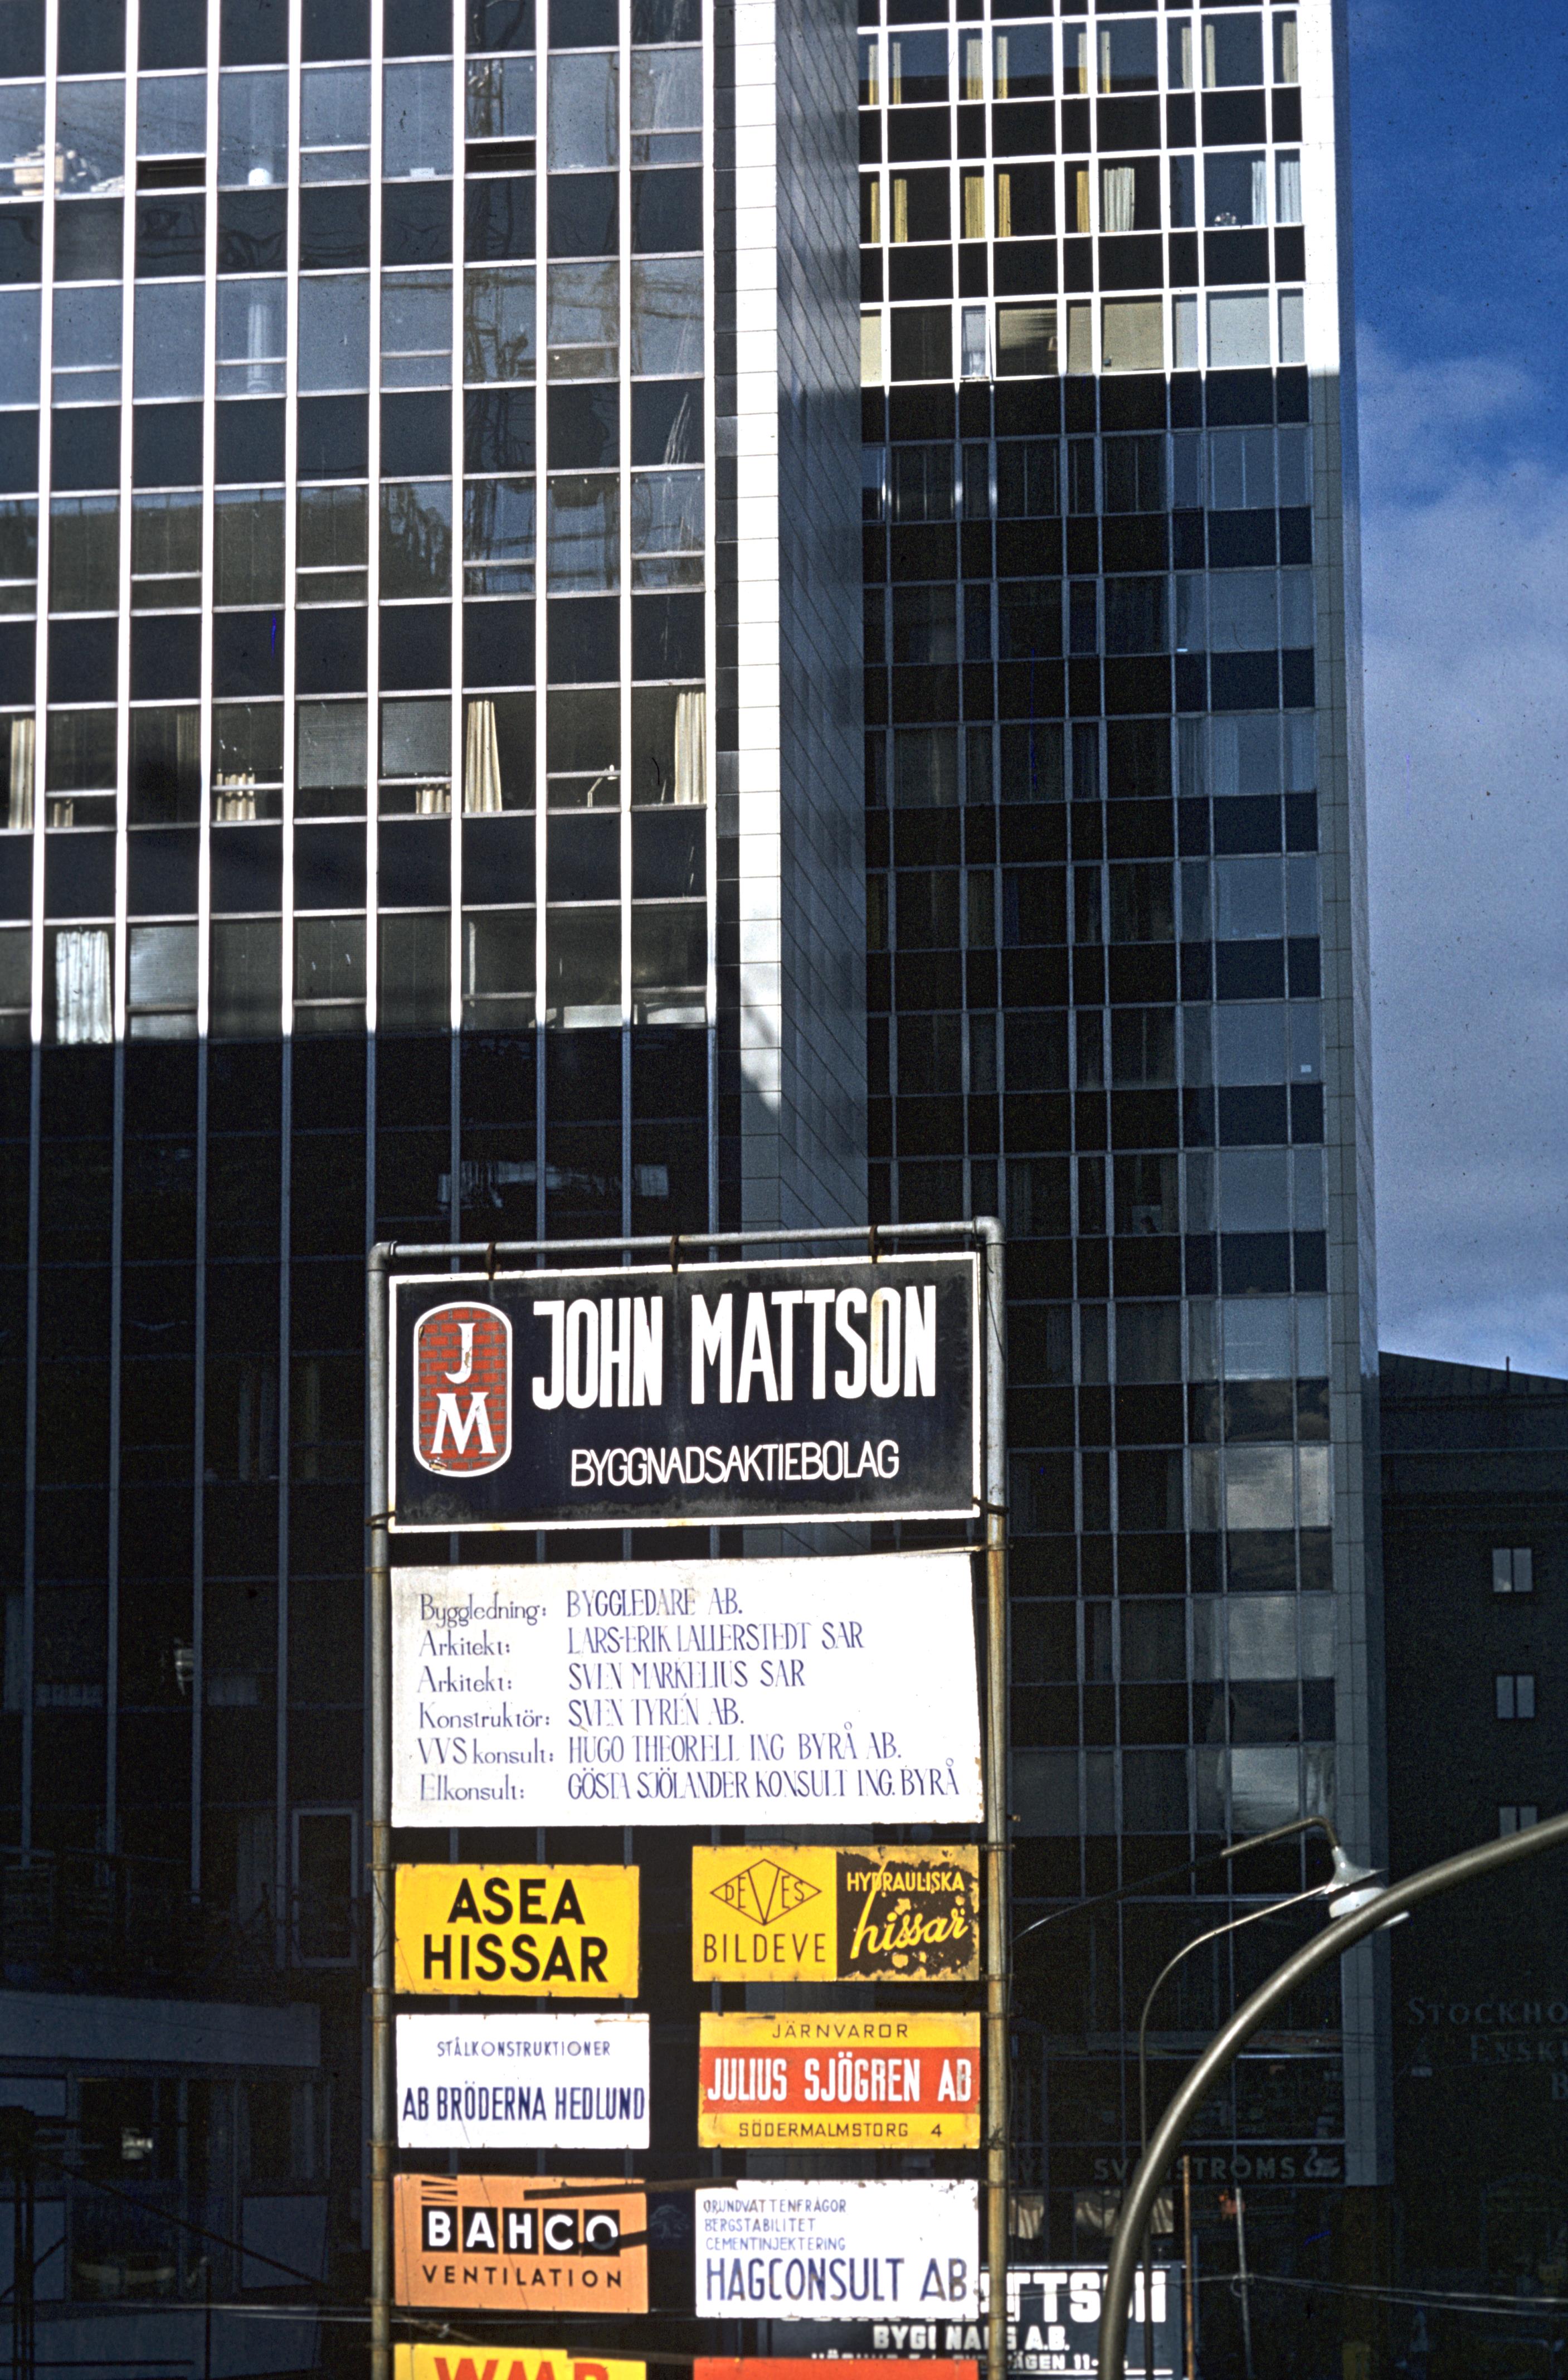 JM
JOHN MATTSON
BYGGNADSAKTIEBOLAG
Byggledning: BYGGLEDARE A.B.
Arkitekt: LARS-ERIK LALLERSTEDT SAR
Arkitekt: SVEN MARKELIUS SAR
Konstruktör: SVEN TYRÉN AB.
VVS konsult: HUGO THEORELL ING BYRÅ AB.
Elkonsult: GÖSTA SJÖLANDER KONSULT ING. BYRÅ
ASEA
HISSAR
DEVES
BILDEVE
HYDRAULISKA
hissar
STÅLKONSTRUKTIONER
AB BRÖDERNA HEDLUND
JÄRNVAROR
JULIUS SJÖGREN AB
SÖDERMALMSTORG 4
BAHCO
VENTILATION
GRUNDVATTENFRÅGOR
BERGSTABILITET
CEMENTINJEKTERING
HAGCONSULT AB
STOCKHO
ENSK